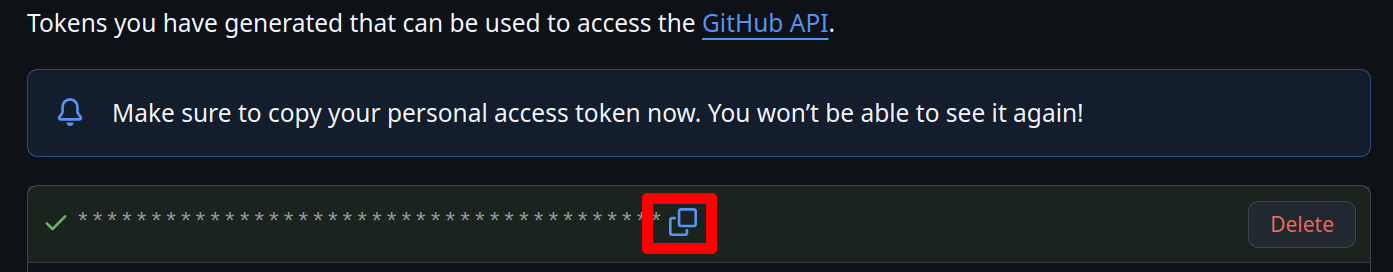 Tokens you have generated that can be used to access the GitHub API.
Make sure to copy your personal access token now. You won’t be able to see it again!
****************************************
Delete